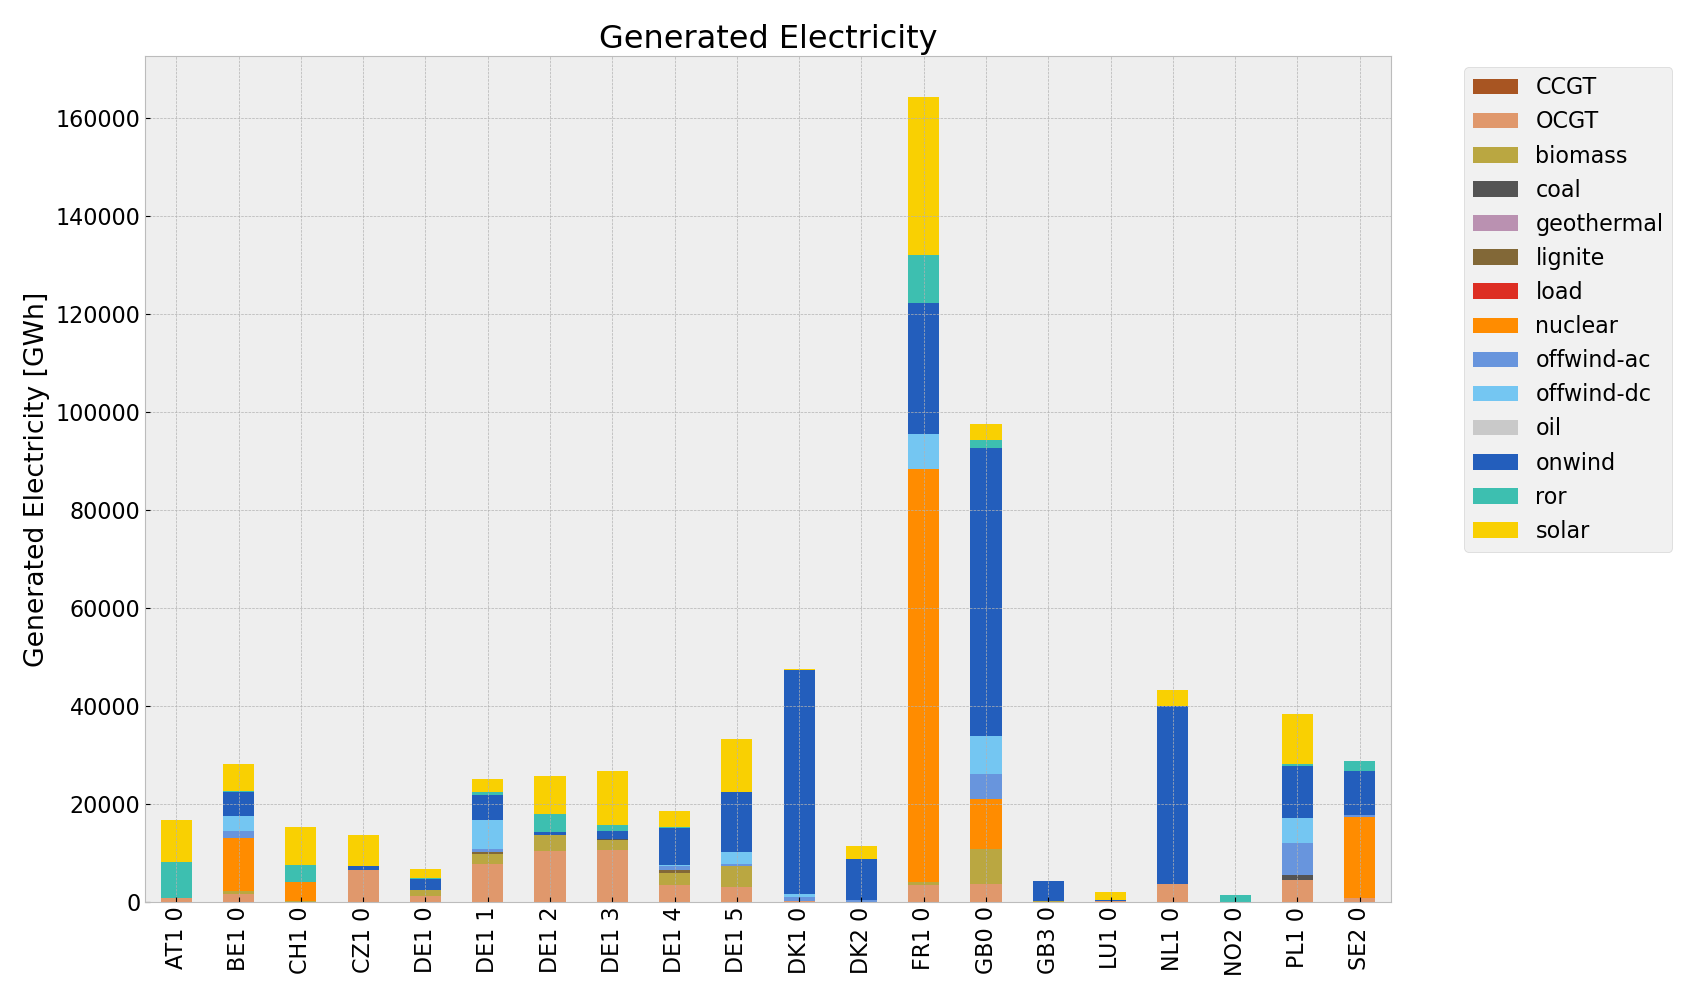 Generated Electricity
Generated Electricity [GWh]
160000
140000
120000
100000
80000
60000
40000
20000
0
AT1 0
BE1 0
CH1 0
CZ1 0
DE1 0
DE1 1
DE1 2
DE1 3
DE1 4
DE1 5
DK1 0
DK2 0
FR1 0
GB0 0
GB3 0
LU1 0
NL1 0
NO2 0
PL1 0
SE2 0
CCGT
OCGT
biomass
coal
geothermal
lignite
load
nuclear
offwind-ac
offwind-dc
oil
onwind
ror
solar